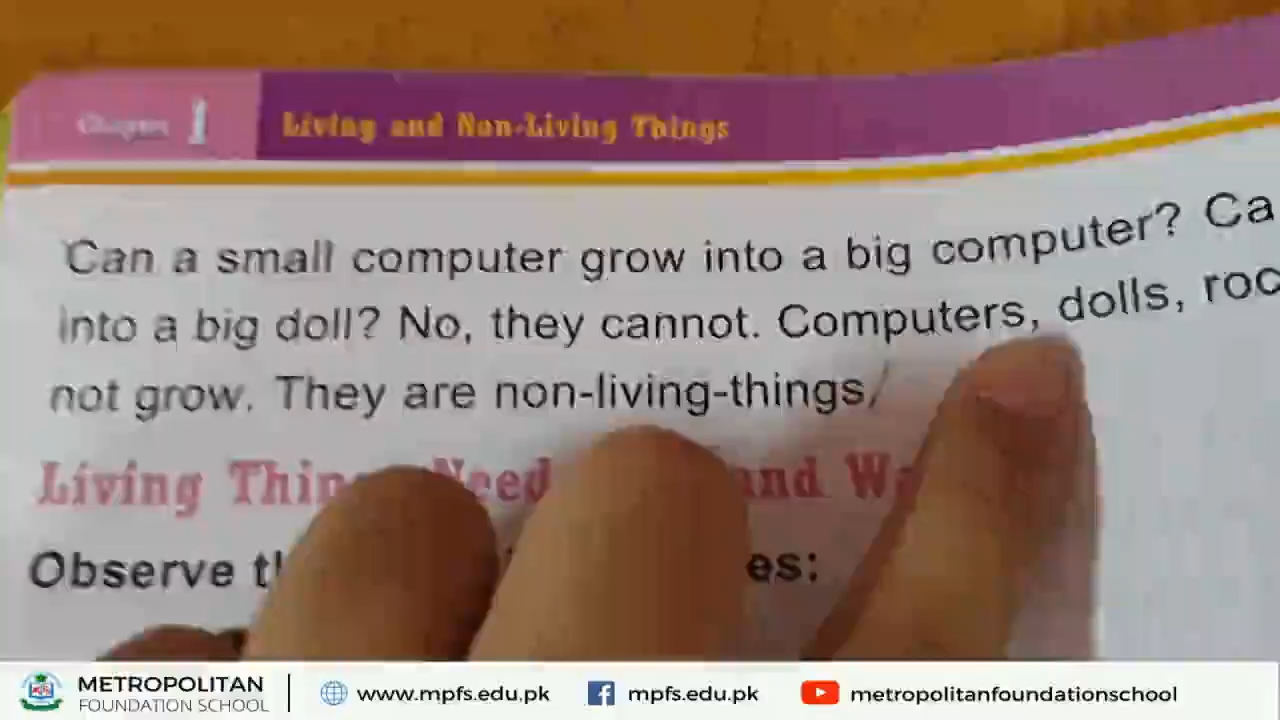 Chapter 1 Living and Non-Living Things
Can a small computer grow into a big computer? Ca
into a big doll? No, they cannot. Computers, dolls, roc
not grow. They are non-living-things/
Living Need and
Observe
METROPOLITAN
FOUNDATION SCHOOL
www.mpfs.edu.pk
mpfs.edu.pk
metropolitanfoundationschool